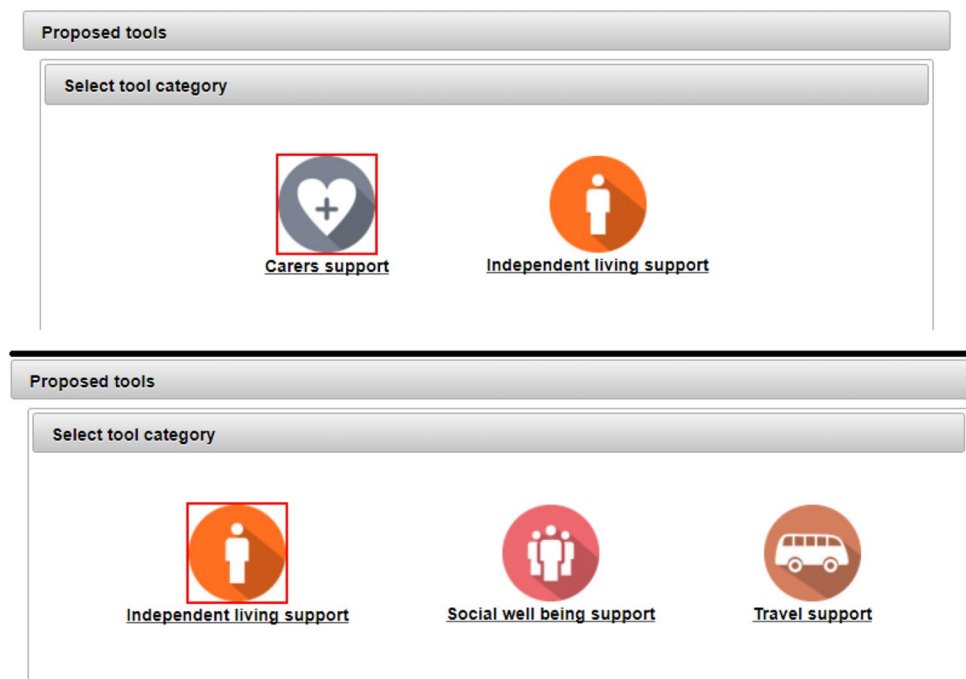 Proposed tools
Select tool category
Carers support
Independent living support
Proposed tools
Select tool category
Independent living support
Social well being support
Travel support